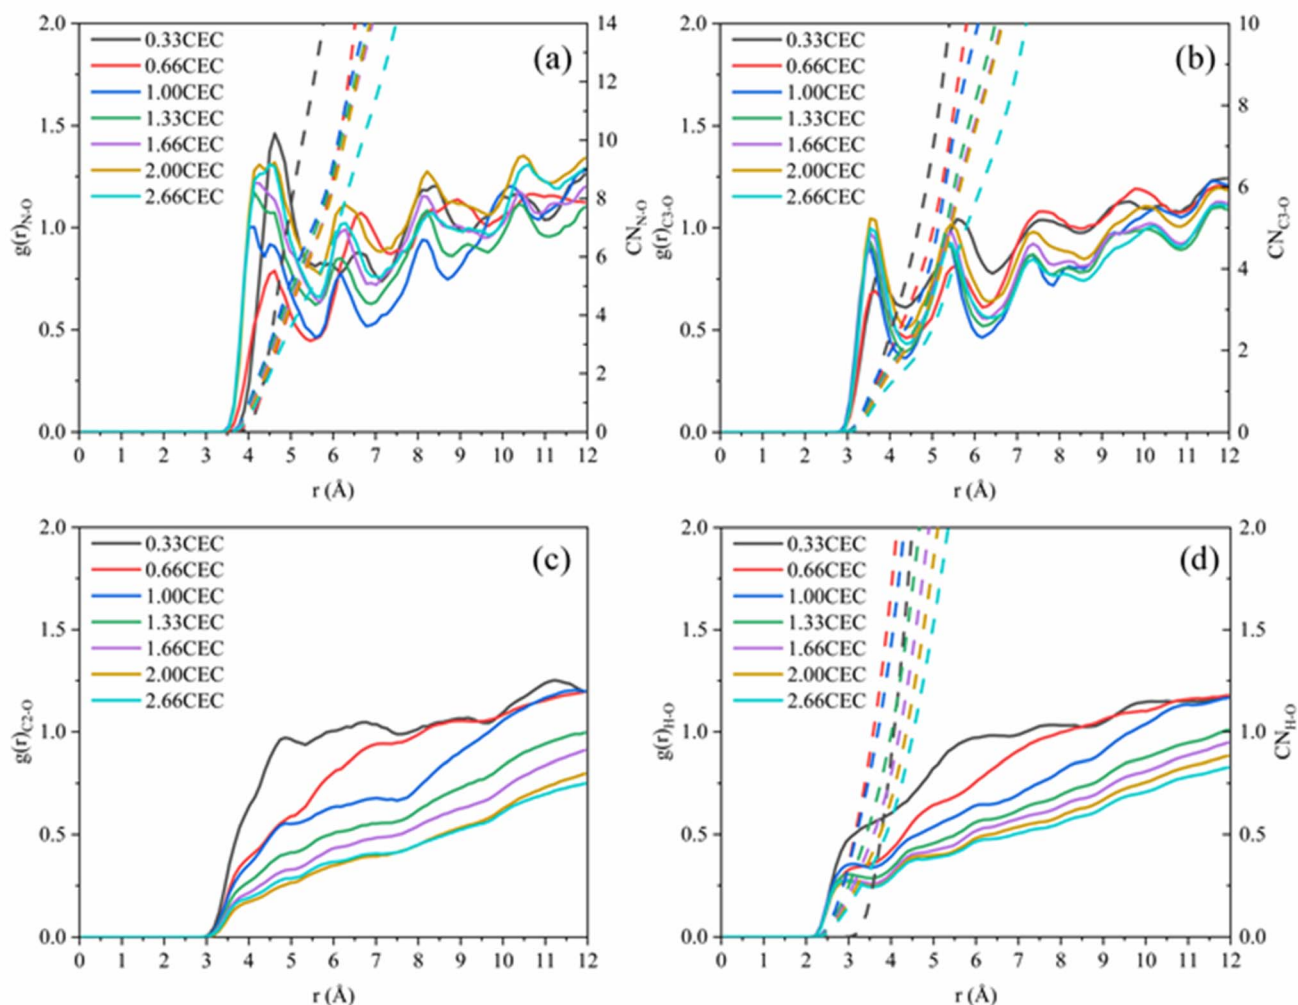 2.0
1.5
1.0
0.5
0.0
g(r)N-O
0.33CEC
0.66CEC
1.00CEC
1.33CEC
1.66CEC
2.00CEC
2.66CEC
(a)
14
12
10
8
6
4
2
0
CNN-O
0 1 2 3 4 5 6 7 8 9 10 11 12
r (Å)
2.0
1.5
1.0
0.5
0.0
g(r)C3-O
0.33CEC
0.66CEC
1.00CEC
1.33CEC
1.66CEC
2.00CEC
2.66CEC
(b)
10
8
6
4
2
0
CNC3-O
0 1 2 3 4 5 6 7 8 9 10 11 12
r (Å)
2.0
1.5
1.0
0.5
0.0
g(r)C2-O
0.33CEC
0.66CEC
1.00CEC
1.33CEC
1.66CEC
2.00CEC
2.66CEC
(c)
0 1 2 3 4 5 6 7 8 9 10 11 12
r (Å)
2.0
1.5
1.0
0.5
0.0
g(r)H-O
0.33CEC
0.66CEC
1.00CEC
1.33CEC
1.66CEC
2.00CEC
2.66CEC
(d)
2.0
1.5
1.0
0.5
0.0
CNH-O
0 1 2 3 4 5 6 7 8 9 10 11 12
r (Å)